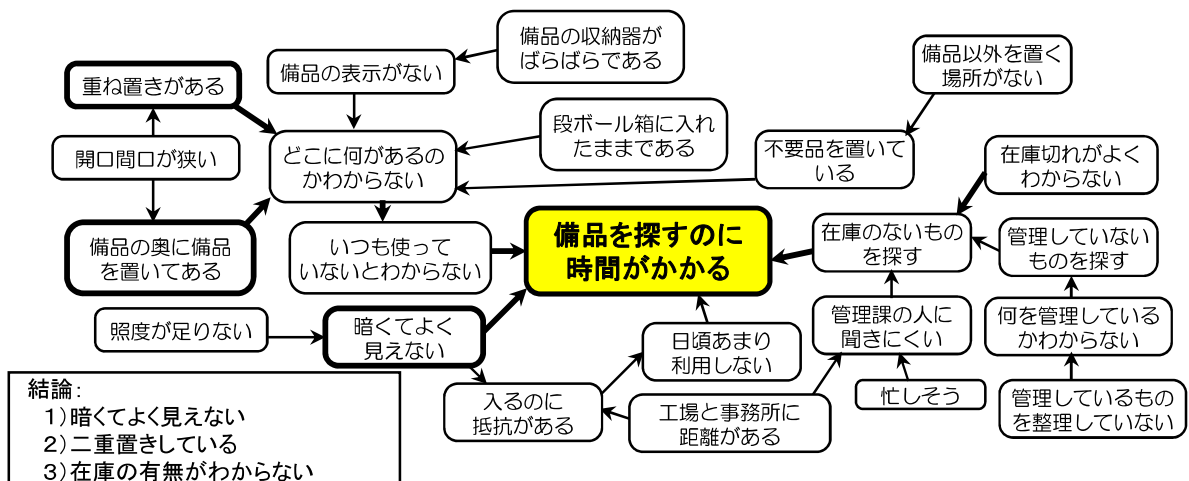 備品の収納器が
ばらばらである
備品の表示がない
備品以外を置く
場所がない
重ね置きがある
段ボール箱に入れ
たままである
開口間口が狭い
どこに何があるの
かわからない
不要品を置いて
いる
在庫切れがよく
わからない
備品の奥に備品
を置いてある
いつも使って
いないとわからない
備品を探すのに
時間がかかる
在庫のないもの
を探す
管理していない
ものを探す
照度が足りない
暗くてよく
見えない
日頃あまり
利用しない
管理課の人に
聞きにくい
何を管理している
かわからない
入るのに
抵抗がある
工場と事務所に
距離がある
忙しそう
管理しているもの
を整理していない
結論:
1)暗くてよく見えない
2)二重置きしている
3)在庫の有無がわからない